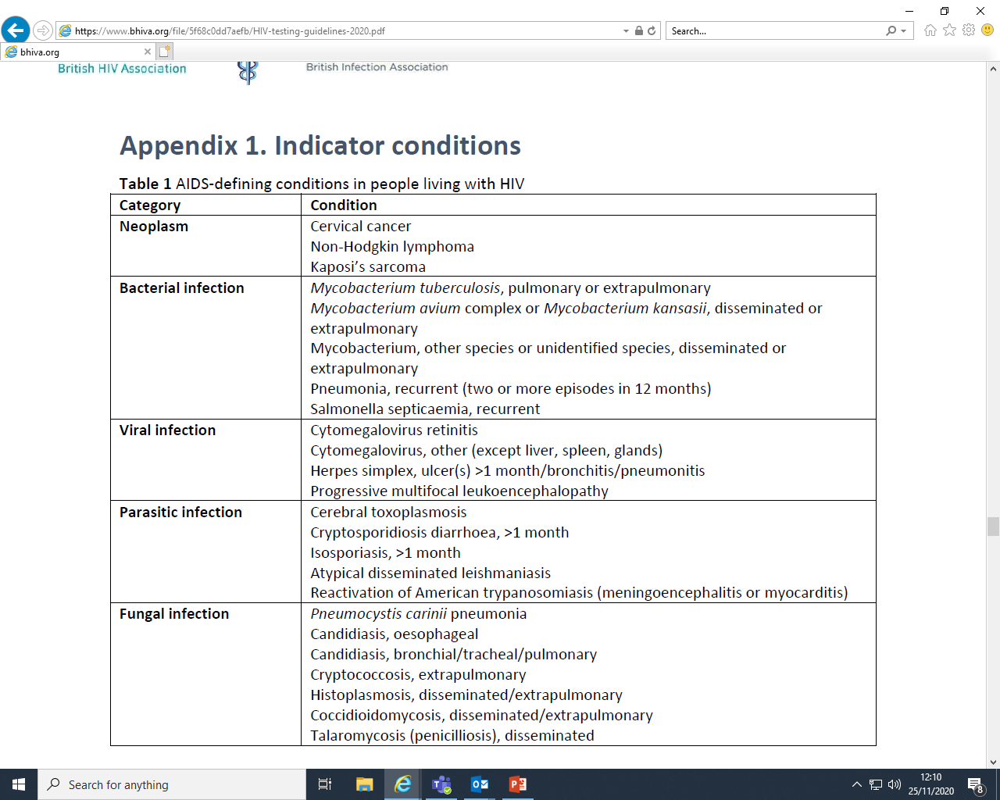 https://www.bhiva.org/file/5f68c0dd7aefb/HIV-testing-guidelines-2020.pdf
Search...
bhiva.org
British HIV Association
British Infection Association
Appendix 1. Indicator conditions
Table 1 AIDS-defining conditions in people living with HIV
Category Condition
Neoplasm Cervical cancer
Non-Hodgkin lymphoma
Kaposi’s sarcoma
Bacterial infection Mycobacterium tuberculosis, pulmonary or extrapulmonary
Mycobacterium avium complex or Mycobacterium kansasii, disseminated or
extrapulmonary
Mycobacterium, other species or unidentified species, disseminated or
extrapulmonary
Pneumonia, recurrent (two or more episodes in 12 months)
Salmonella septicaemia, recurrent
Viral infection Cytomegalovirus retinitis
Cytomegalovirus, other (except liver, spleen, glands)
Herpes simplex, ulcer(s) >1 month/bronchitis/pneumonitis
Progressive multifocal leukoencephalopathy
Parasitic infection Cerebral toxoplasmosis
Cryptosporidiosis diarrhoea, >1 month
Isosporiasis, >1 month
Atypical disseminated leishmaniasis
Reactivation of American trypanosomiasis (meningoencephalitis or myocarditis)
Fungal infection Pneumocystis carinii pneumonia
Candidiasis, oesophageal
Candidiasis, bronchial/tracheal/pulmonary
Cryptococcosis, extrapulmonary
Histoplasmosis, disseminated/extrapulmonary
Coccidioidomycosis, disseminated/extrapulmonary
Talaromycosis (penicilliosis), disseminated
Search for anything
12:10
25/11/2020
8